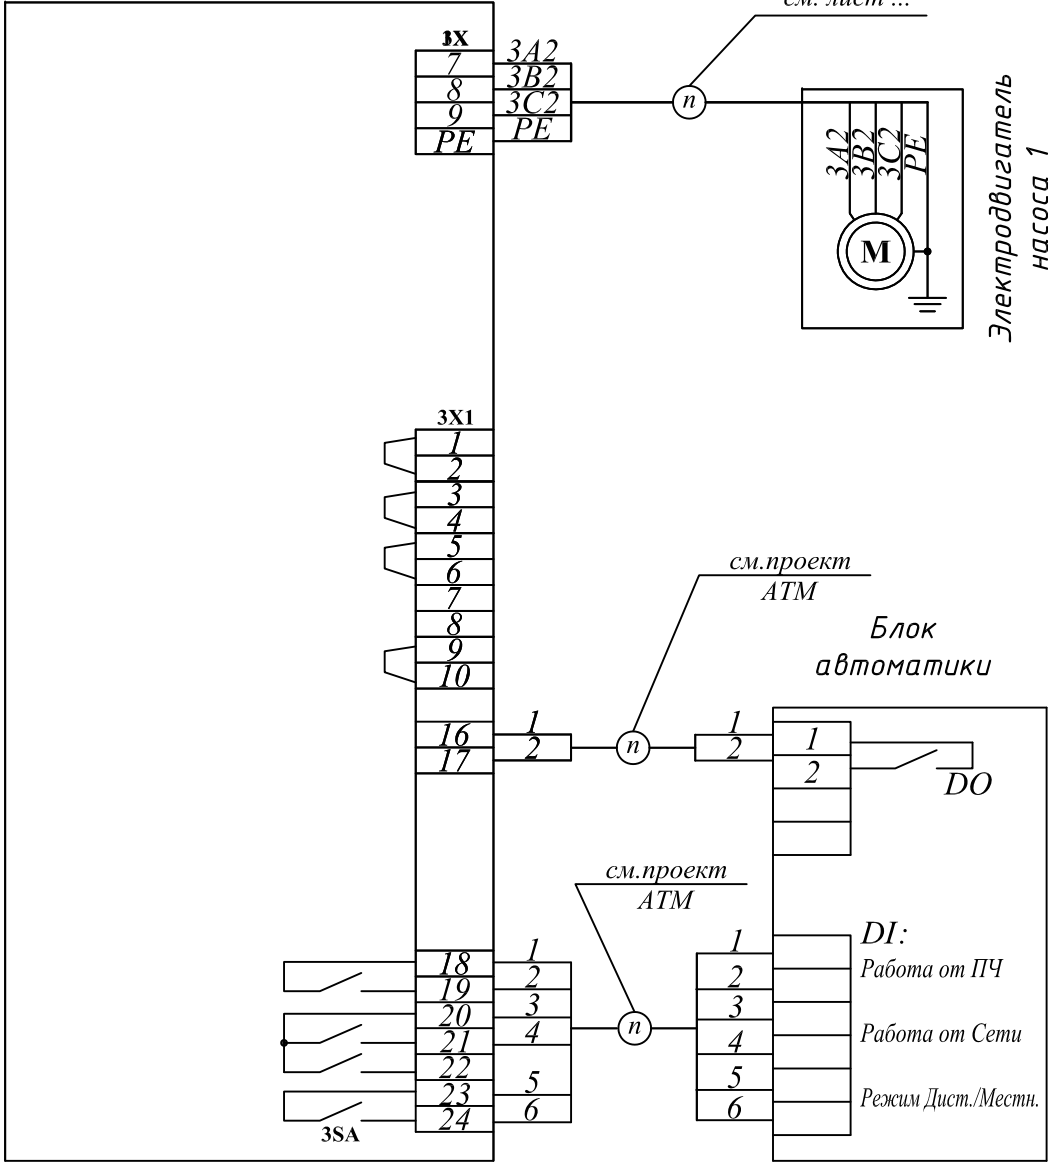 см. лист ...
3X
7
8
9
PE
3A2
3B2
3C2
PE
n
3A2
3B2
3C2
PE
M
Электродвигатель
насоса 1
3X1
1
2
3
4
5
6
7
8
9
10
16
17
1
2
n
см.проект
АТМ
1
2
Блок
автоматики
1
2
DO
18
19
20
21
22
23
24
3SA
1
2
3
4
5
6
n
см.проект
АТМ
1
2
3
4
5
6
DI:
Работа от ПЧ
Работа от Сети
Режим Дист./Местн.